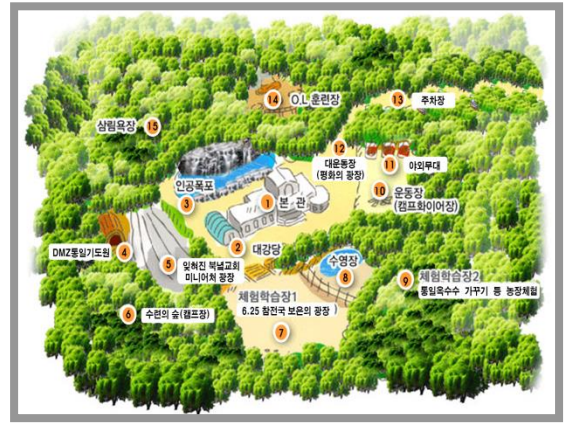 14 O.L 훈련장
13 주차장
삼림욕장 15
12
대운동장
(평화의 광장)
11 야외무대
인공폭포
3
1 본 관
10 운동장
(캠프화이어장)
2 대강당
DMZ통일기도원
4
5 잊혀진 북녘교회
미니어처 광장
수영장
8
9 체험학습장2
통일옥수수 가꾸기 등 농장체험
체험학습장1
6.25 참전국 보은의 광장
7
6 수련의 숲(캠프장)